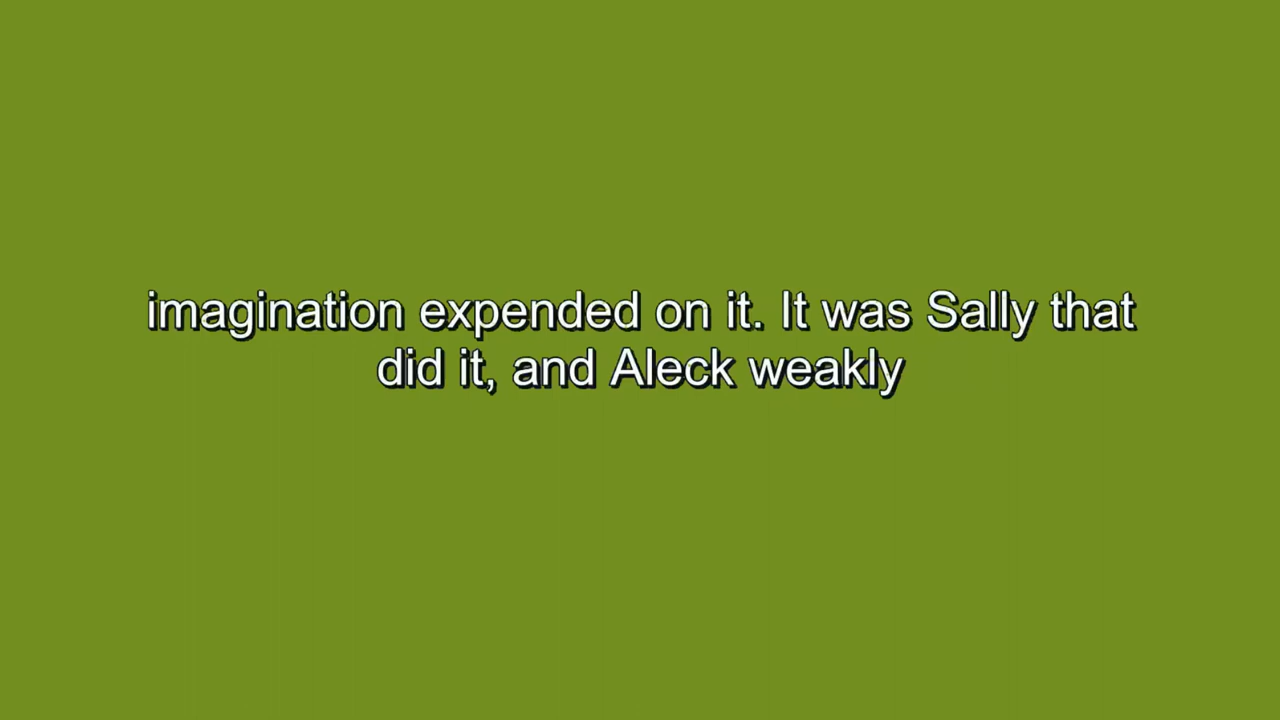 imagination expended on it. It was Sally that
did it, and Aleck weakly